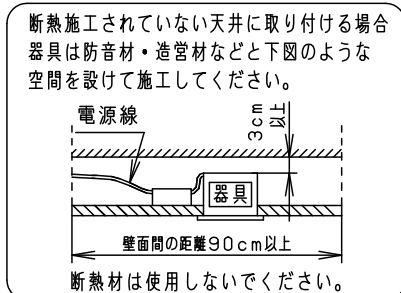 断熱施工されていない天井に取り付ける場合
器具は防音材・造営材などと下図のような
空間を設けて施工してください。
電源線
3cm
以上
器具
壁面間の距離90cm以上
断熱材は使用しないでください。